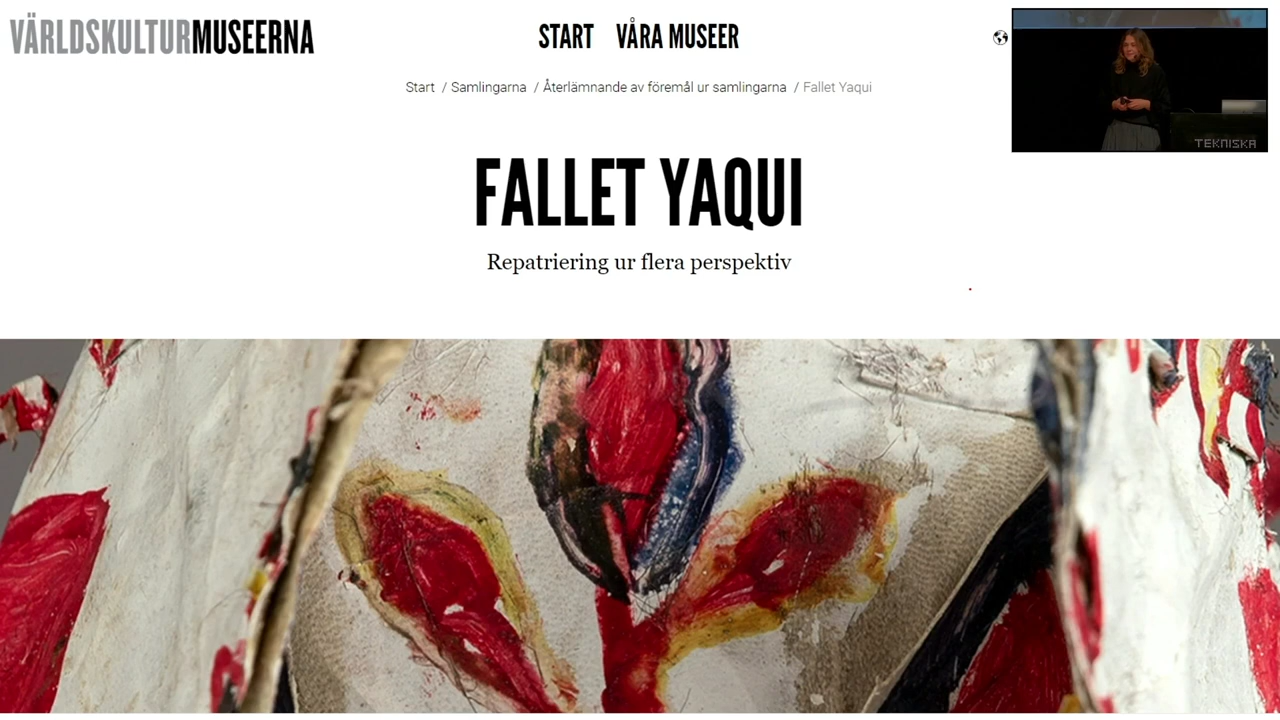 VÄRLDSKULTURMUSEERNA
START VÅRA MUSEER
Start / Samlingarna / Återlämnande av föremål ur samlingarna / Fallet Yaqui
TEKNISKA
FALLET YAQUI
Repatriering ur flera perspektiv